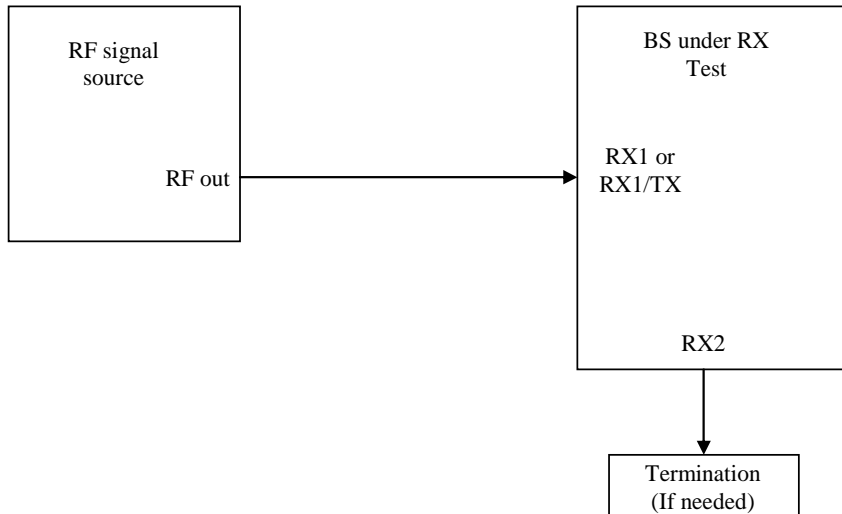 RF signal
source
RF out
BS under RX
Test
RX1 or
RX1/TX
RX2
Termination
(If needed)